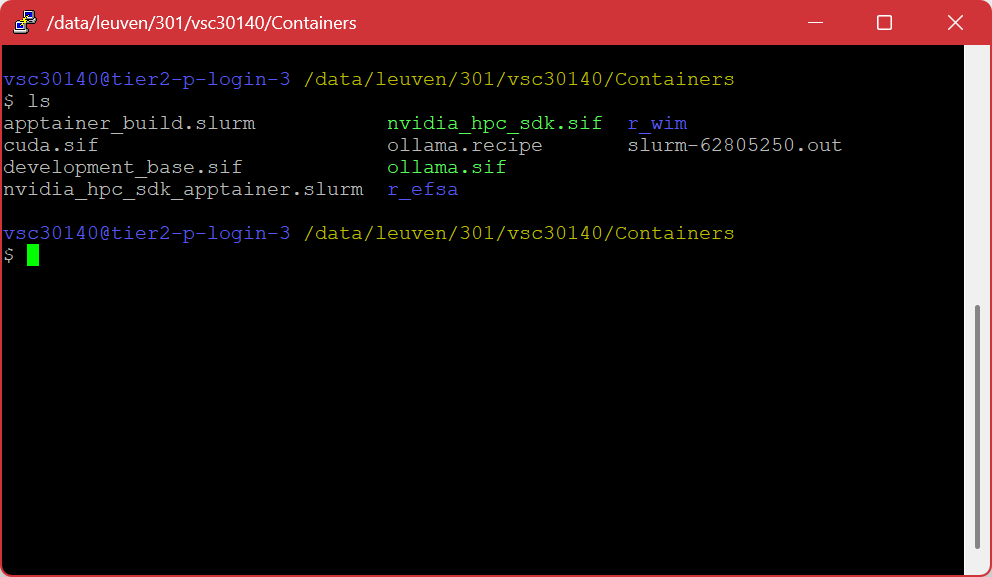 /data/leuven/301/vsc30140/Containers
vsc30140@tier2-p-login-3 /data/leuven/301/vsc30140/Containers
$ ls
apptainer_build.slurm nvidia_hpc_sdk.sif r_wim
cuda.sif ollama.recipe slurm-62805250.out
development_base.sif ollama.sif
nvidia_hpc_sdk_apptainer.slurm r_efsa
vsc30140@tier2-p-login-3 /data/leuven/301/vsc30140/Containers
$